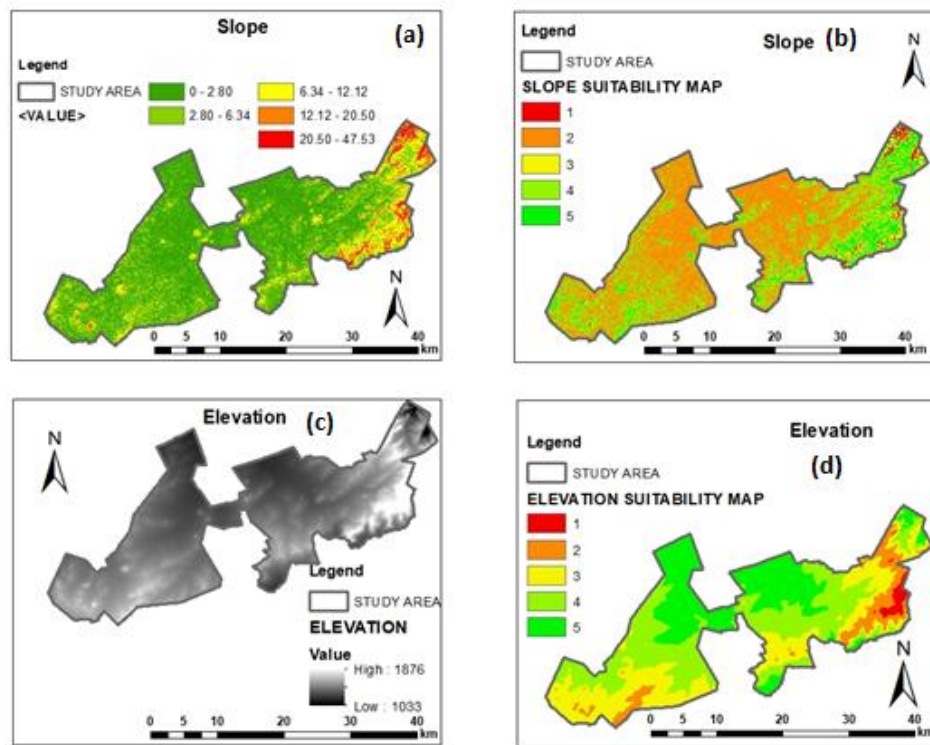 Slope
(a)
Legend
STUDY AREA
<VALUE>
0 - 2.80
2.80 - 6.34
6.34 - 12.12
12.12 - 20.50
20.50 - 47.53
N
0 5 10 20 30 40
km
Slope
(b)
N
Legend
STUDY AREA
SLOPE SUITABILITY MAP
1
2
3
4
5
0 5 10 20 30 40
km
Elevation
(c)
N
Legend
STUDY AREA
ELEVATION
Value
High : 1876
Low : 1033
0 5 10 20 30 40
km
Elevation
(d)
Legend
STUDY AREA
ELEVATION SUITABILITY MAP
1
2
3
4
5
N
0 5 10 20 30 40
km